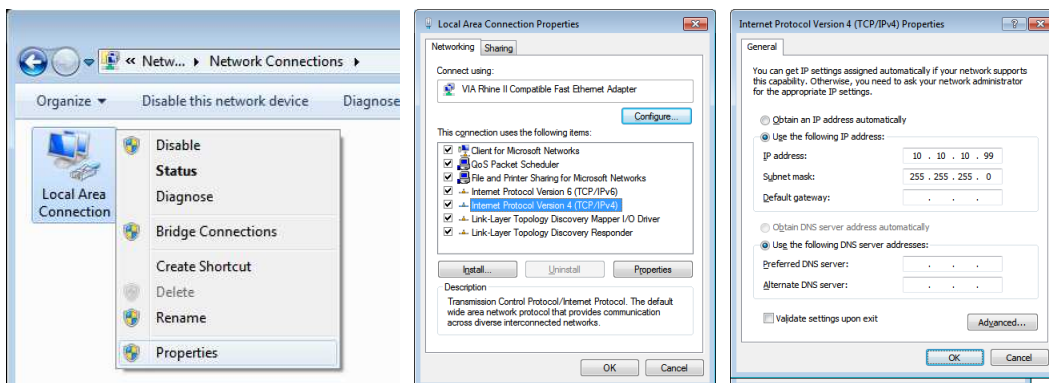 « Netw... ▸ Network Connections ▸
Organize ▼ Disable this network device Diagnose
Local Area
Connection
Disable
Status
Diagnose
Bridge Connections
Create Shortcut
Delete
Rename
Properties
Local Area Connection Properties
Networking Sharing
Connect using:
VIA Rhine II Compatible Fast Ethernet Adapter
Configure...
This connection uses the following items:
Client for Microsoft Networks
QoS Packet Scheduler
File and Printer Sharing for Microsoft Networks
Internet Protocol Version 6 (TCP/IPv6)
Internet Protocol Version 4 (TCP/IPv4)
Link-Layer Topology Discovery Mapper I/O Driver
Link-Layer Topology Discovery Responder
Install... Uninstall Properties
Description
Transmission Control Protocol/Internet Protocol. The default
wide area network protocol that provides communication
across diverse interconnected networks.
OK Cancel
Internet Protocol Version 4 (TCP/IPv4) Properties
General
You can get IP settings assigned automatically if your network supports
this capability. Otherwise, you need to ask your network administrator
for the appropriate IP settings.
Obtain an IP address automatically
Use the following IP address:
IP address: 10 . 10 . 10 . 99
Subnet mask: 255 . 255 . 255 . 0
Default gateway: . . .
Obtain DNS server address automatically
Use the following DNS server addresses:
Preferred DNS server: . . .
Alternate DNS server: . . .
Validate settings upon exit
Advanced...
OK Cancel